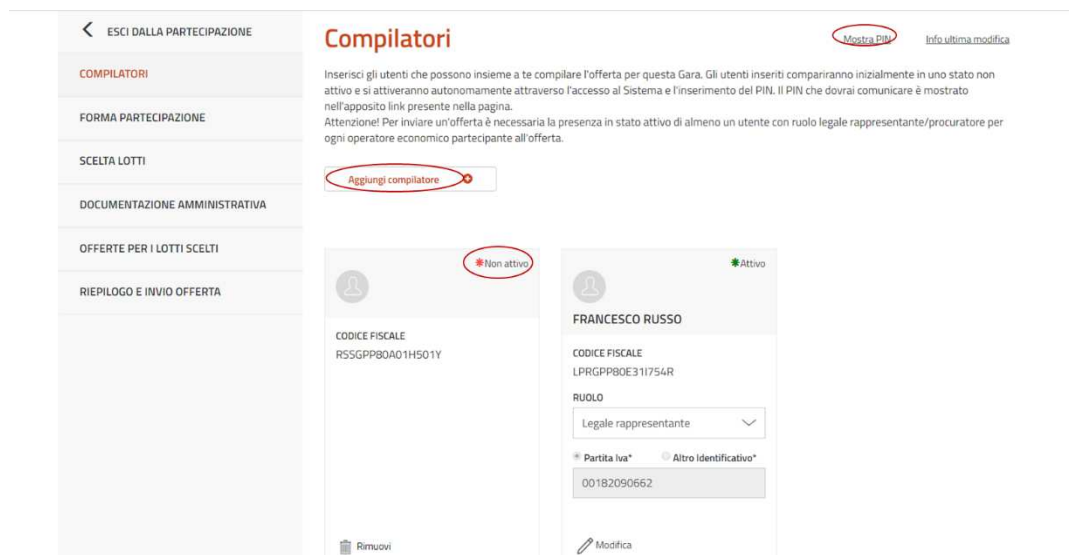 ESCI DALLA PARTECIPAZIONE
COMPILATORI
FORMA PARTECIPAZIONE
SCELTA LOTTI
DOCUMENTAZIONE AMMINISTRATIVA
OFFERTE PER I LOTTI SCELTI
RIEPILOGO E INVIO OFFERTA
Compilatori
Mostra PIN
Info ultima modifica
Inserisci gli utenti che possono insieme a te compilare l'offerta per questa Gara. Gli utenti inseriti compariranno inizialmente in uno stato non
attivo e si attiveranno autonomamente attraverso l'accesso al Sistema e l'inserimento del PIN. Il PIN che dovrai comunicare è mostrato
nell'apposito link presente nella pagina.
Attenzione! Per inviare un'offerta è necessaria la presenza in stato attivo di almeno un utente con ruolo legale rappresentante/procuratore per
ogni operatore economico partecipante all'offerta.
Aggiungi compilatore
Non attivo
CODICE FISCALE
RSSGPP80A01H501Y
Rimuovi
Attivo
FRANCESCO RUSSO
CODICE FISCALE
LPRGPP80E31I754R
RUOLO
Legale rappresentante
Partita Iva* Altro Identificativo*
00182090662
Modifica